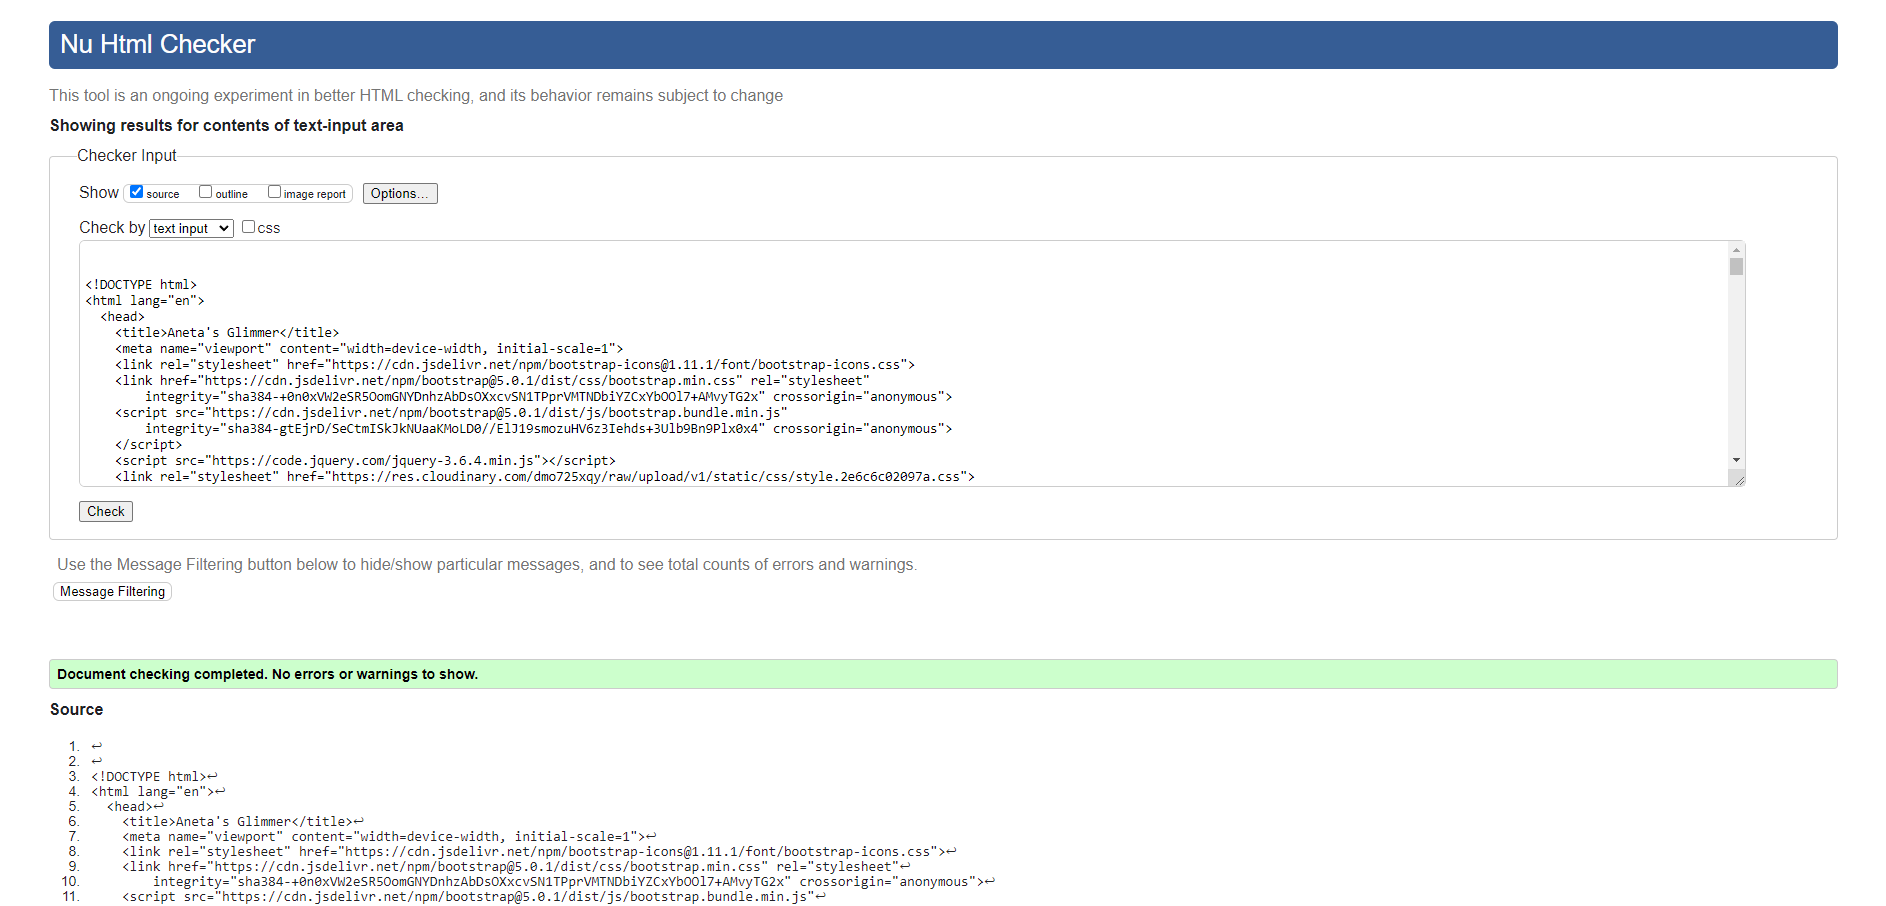 Nu Html Checker
This tool is an ongoing experiment in better HTML checking, and its behavior remains subject to change
Showing results for contents of text-input area
Checker Input
Show source outline image report Options...
Check by text input css
<!DOCTYPE html>
<html lang="en">
<head>
<title>Aneta's Glimmer</title>
<meta name="viewport" content="width=device-width, initial-scale=1">
<link rel="stylesheet" href="https://cdn.jsdelivr.net/npm/bootstrap-icons@1.11.1/font/bootstrap-icons.css">
<link href="https://cdn.jsdelivr.net/npm/bootstrap@5.0.1/dist/css/bootstrap.min.css" rel="stylesheet"
integrity="sha384-+0n0xVW2eSR5OomGNYDnhzAbDsOXxcvSN1TPprVMTNDbiYZCxYbOOl7+AMvyTG2x" crossorigin="anonymous">
<script src="https://cdn.jsdelivr.net/npm/bootstrap@5.0.1/dist/js/bootstrap.bundle.min.js"
integrity="sha384-gtEjrD/SeCtmISkJkNUaaKMoLD0//ElJ19smozuHV6z3Iehds+3Ulb9Bn9Plx0x4" crossorigin="anonymous">
</script>
<script src="https://code.jquery.com/jquery-3.6.4.min.js"></script>
<link rel="stylesheet" href="https://res.cloudinary.com/dmo725xqy/raw/upload/v1/static/css/style.2e6c6c02097a.css">
Check
Use the Message Filtering button below to hide/show particular messages, and to see total counts of errors and warnings.
Message Filtering
Document checking completed. No errors or warnings to show.
Source
1. ↩
2. ↩
3. <!DOCTYPE html>↩
4. <html lang="en">↩
5. <head>↩
6. <title>Aneta's Glimmer</title>↩
7. <meta name="viewport" content="width=device-width, initial-scale=1">↩
8. <link rel="stylesheet" href="https://cdn.jsdelivr.net/npm/bootstrap-icons@1.11.1/font/bootstrap-icons.css">↩
9. <link href="https://cdn.jsdelivr.net/npm/bootstrap@5.0.1/dist/css/bootstrap.min.css" rel="stylesheet"↩
10. integrity="sha384-+0n0xVW2eSR5OomGNYDnhzAbDsOXxcvSN1TPprVMTNDbiYZCxYbOOl7+AMvyTG2x" crossorigin="anonymous">↩
11. <script src="https://cdn.jsdelivr.net/npm/bootstrap@5.0.1/dist/js/bootstrap.bundle.min.js"↩